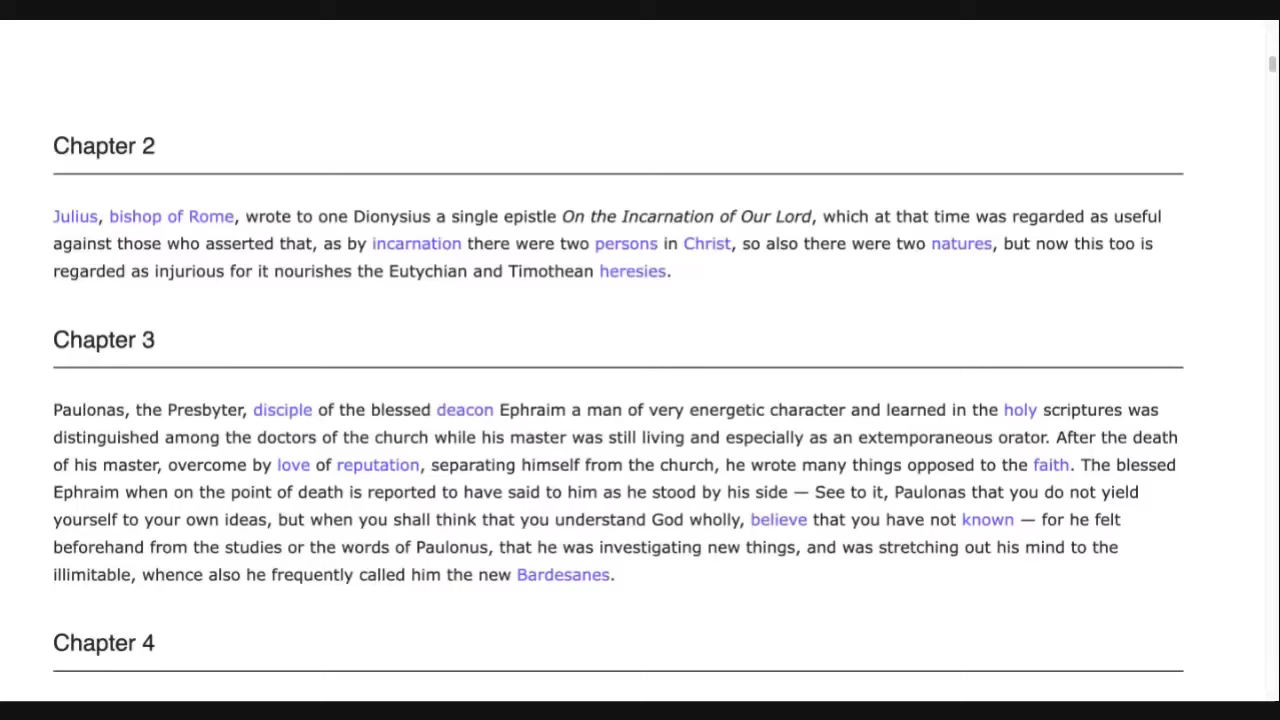 Chapter 2
Julius, bishop of Rome, wrote to one Dionysius a single epistle On the Incarnation of Our Lord, which at that time was regarded as useful
against those who asserted that, as by incarnation there were two persons in Christ, so also there were two natures, but now this too is
regarded as injurious for it nourishes the Eutychian and Timothean heresies.
Chapter 3
Paulonas, the Presbyter, disciple of the blessed deacon Ephraim a man of very energetic character and learned in the holy scriptures was
distinguished among the doctors of the church while his master was still living and especially as an extemporaneous orator. After the death
of his master, overcome by love of reputation, separating himself from the church, he wrote many things opposed to the faith. The blessed
Ephraim when on the point of death is reported to have said to him as he stood by his side — See to it, Paulonas that you do not yield
yourself to your own ideas, but when you shall think that you understand God wholly, believe that you have not known — for he felt
beforehand from the studies or the words of Paulonus, that he was investigating new things, and was stretching out his mind to the
illimitable, whence also he frequently called him the new Bardesanes.
Chapter 4